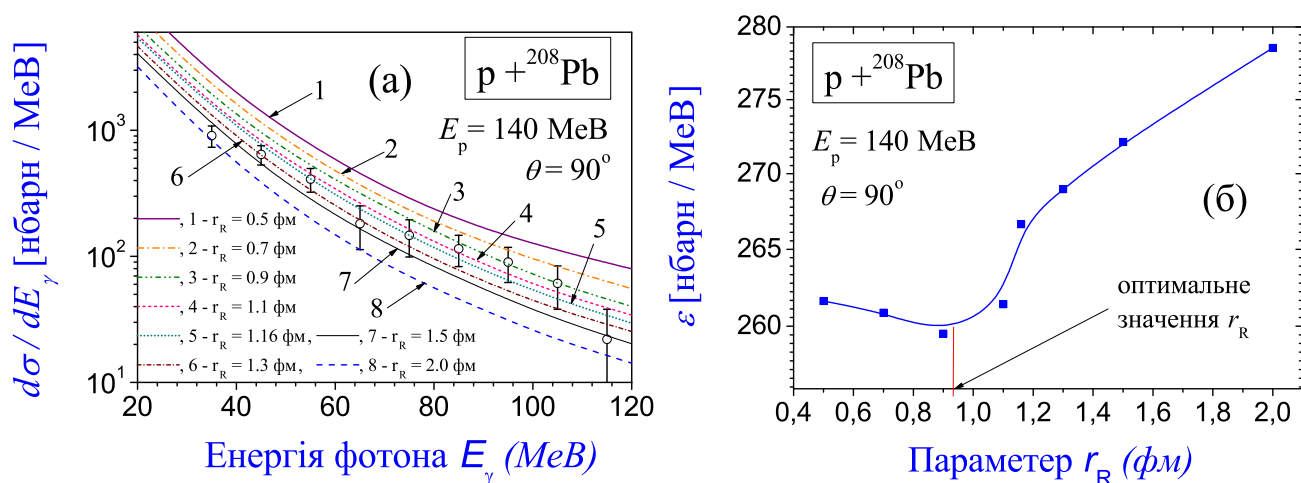 dσ / dE_γ [нбарн / МеВ]
10³
10²
10¹
20 40 60 80 100 120
Енергія фотона E_γ (МеВ)
(а)
p + ²⁰⁸Pb
E_p = 140 МеВ
θ = 90°
1
2
3
4
5
6
7
8
, 1 - r_R = 0.5 фм
, 2 - r_R = 0.7 фм
, 3 - r_R = 0.9 фм
, 4 - r_R = 1.1 фм
, 5 - r_R = 1.16 фм, , 7 - r_R = 1.5 фм
, 6 - r_R = 1.3 фм, , 8 - r_R = 2.0 фм
ε [нбарн / МеВ]
280
275
270
265
260
0,4 0,6 0,8 1,0 1,2 1,4 1,6 1,8 2,0
Параметер r_R (фм)
p + ²⁰⁸Pb
E_p = 140 МеВ
θ = 90°
(б)
оптимальне
значення r_R